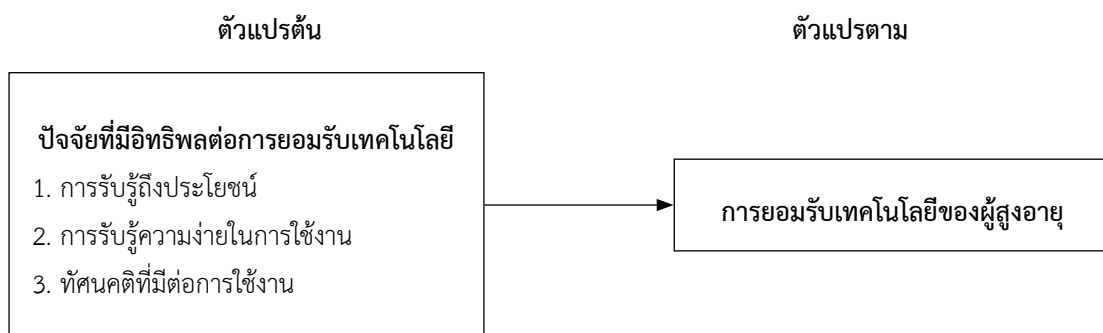 ตัวแปรต้น
ตัวแปรตาม
ปัจจัยที่มีอิทธิพลต่อการยอมรับเทคโนโลยี
1. การรับรู้ถึงประโยชน์
2. การรับรู้ความง่ายในการใช้งาน
3. ทัศนคติที่มีต่อการใช้งาน
การยอมรับเทคโนโลยีของผู้สูงอายุ